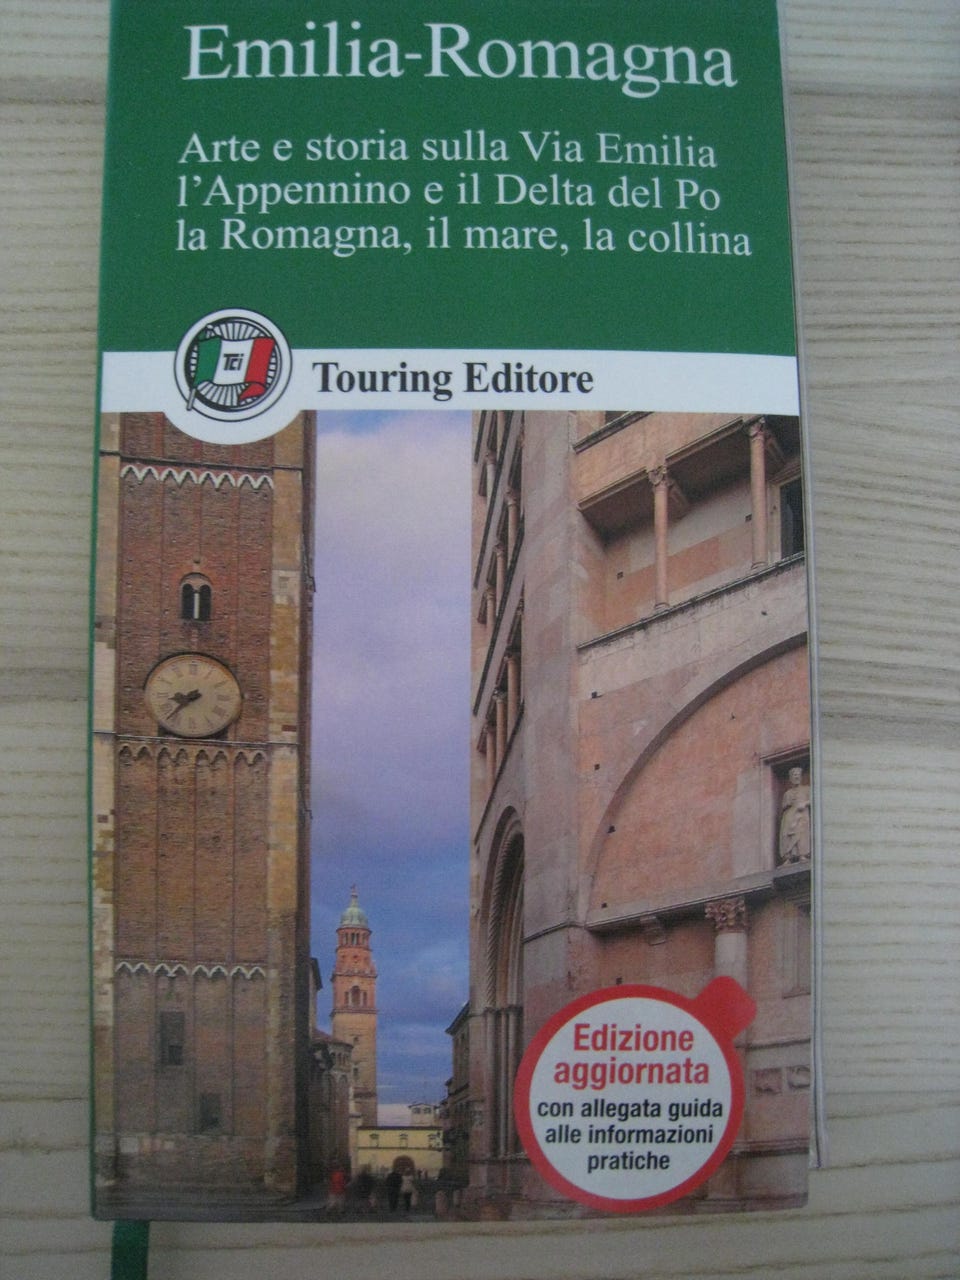 Emilia-Romagna
Arte e storia sulla Via Emilia
l'Appennino e il Delta del Po
la Romagna, il mare, la collina
Tci
Touring Editore
Edizione
aggiornata
con allegata guida
alle informazioni
pratiche